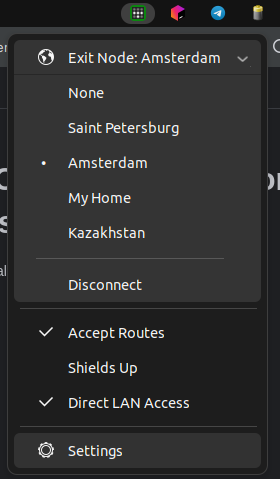 Exit Node: Amsterdam
None
Saint Petersburg
Amsterdam
My Home
Kazakhstan
Disconnect
Accept Routes
Shields Up
Direct LAN Access
Settings